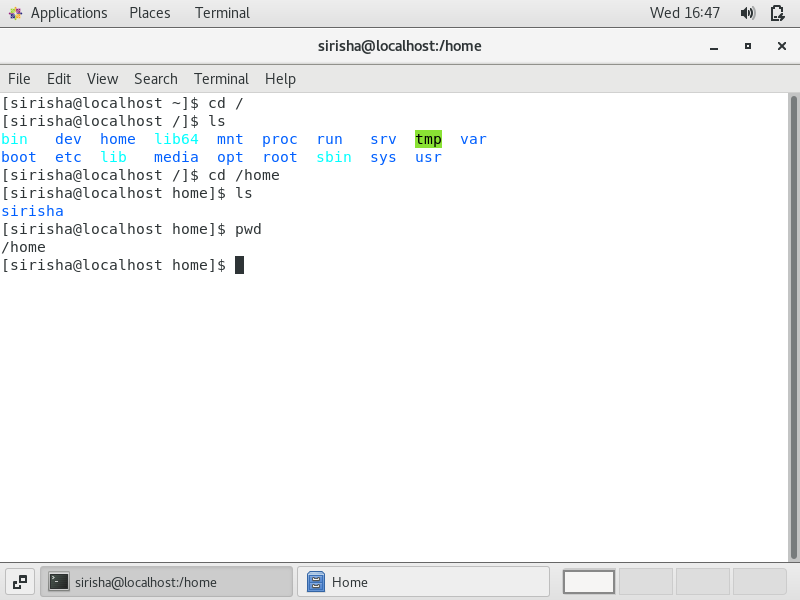 Applications Places Terminal Wed 16:47
sirisha@localhost:/home
File Edit View Search Terminal Help
[sirisha@localhost ~]$ cd /
[sirisha@localhost /]$ ls
bin   dev  home  lib64  mnt  proc  run   srv  tmp  var
boot  etc  lib   media  opt  root  sbin  sys  usr
[sirisha@localhost /]$ cd /home
[sirisha@localhost home]$ ls
sirisha
[sirisha@localhost home]$ pwd
/home
[sirisha@localhost home]$
sirisha@localhost:/home Home